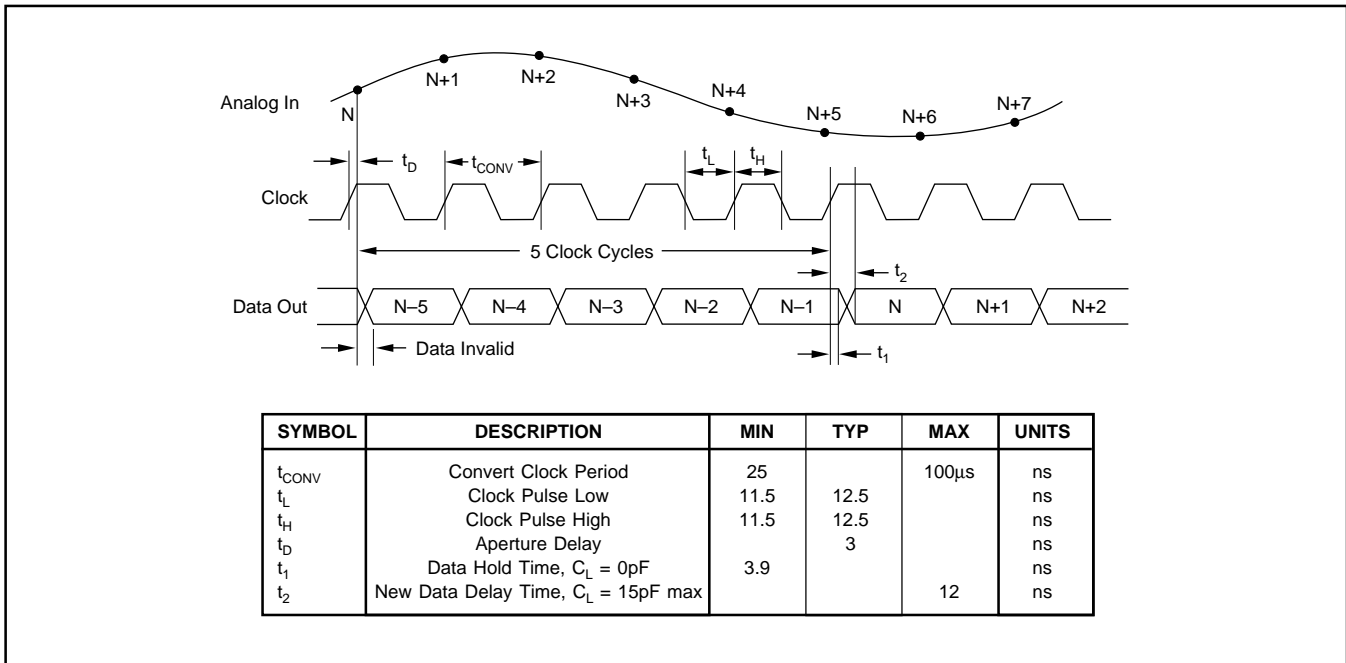 N+1
N+2
N+3
N+4
N+5
N+6
N+7
Analog In
N
t_D
t_CONV
t_L
t_H
Clock
5 Clock Cycles
t_2
Data Out
N–5
N–4
N–3
N–2
N–1
N
N+1
N+2
Data Invalid
t_1
SYMBOL DESCRIPTION MIN TYP MAX UNITS
t_CONV Convert Clock Period 25 100μs ns
t_L Clock Pulse Low 11.5 12.5 ns
t_H Clock Pulse High 11.5 12.5 ns
t_D Aperture Delay 3 ns
t_1 Data Hold Time, C_L = 0pF 3.9 ns
t_2 New Data Delay Time, C_L = 15pF max 12 ns